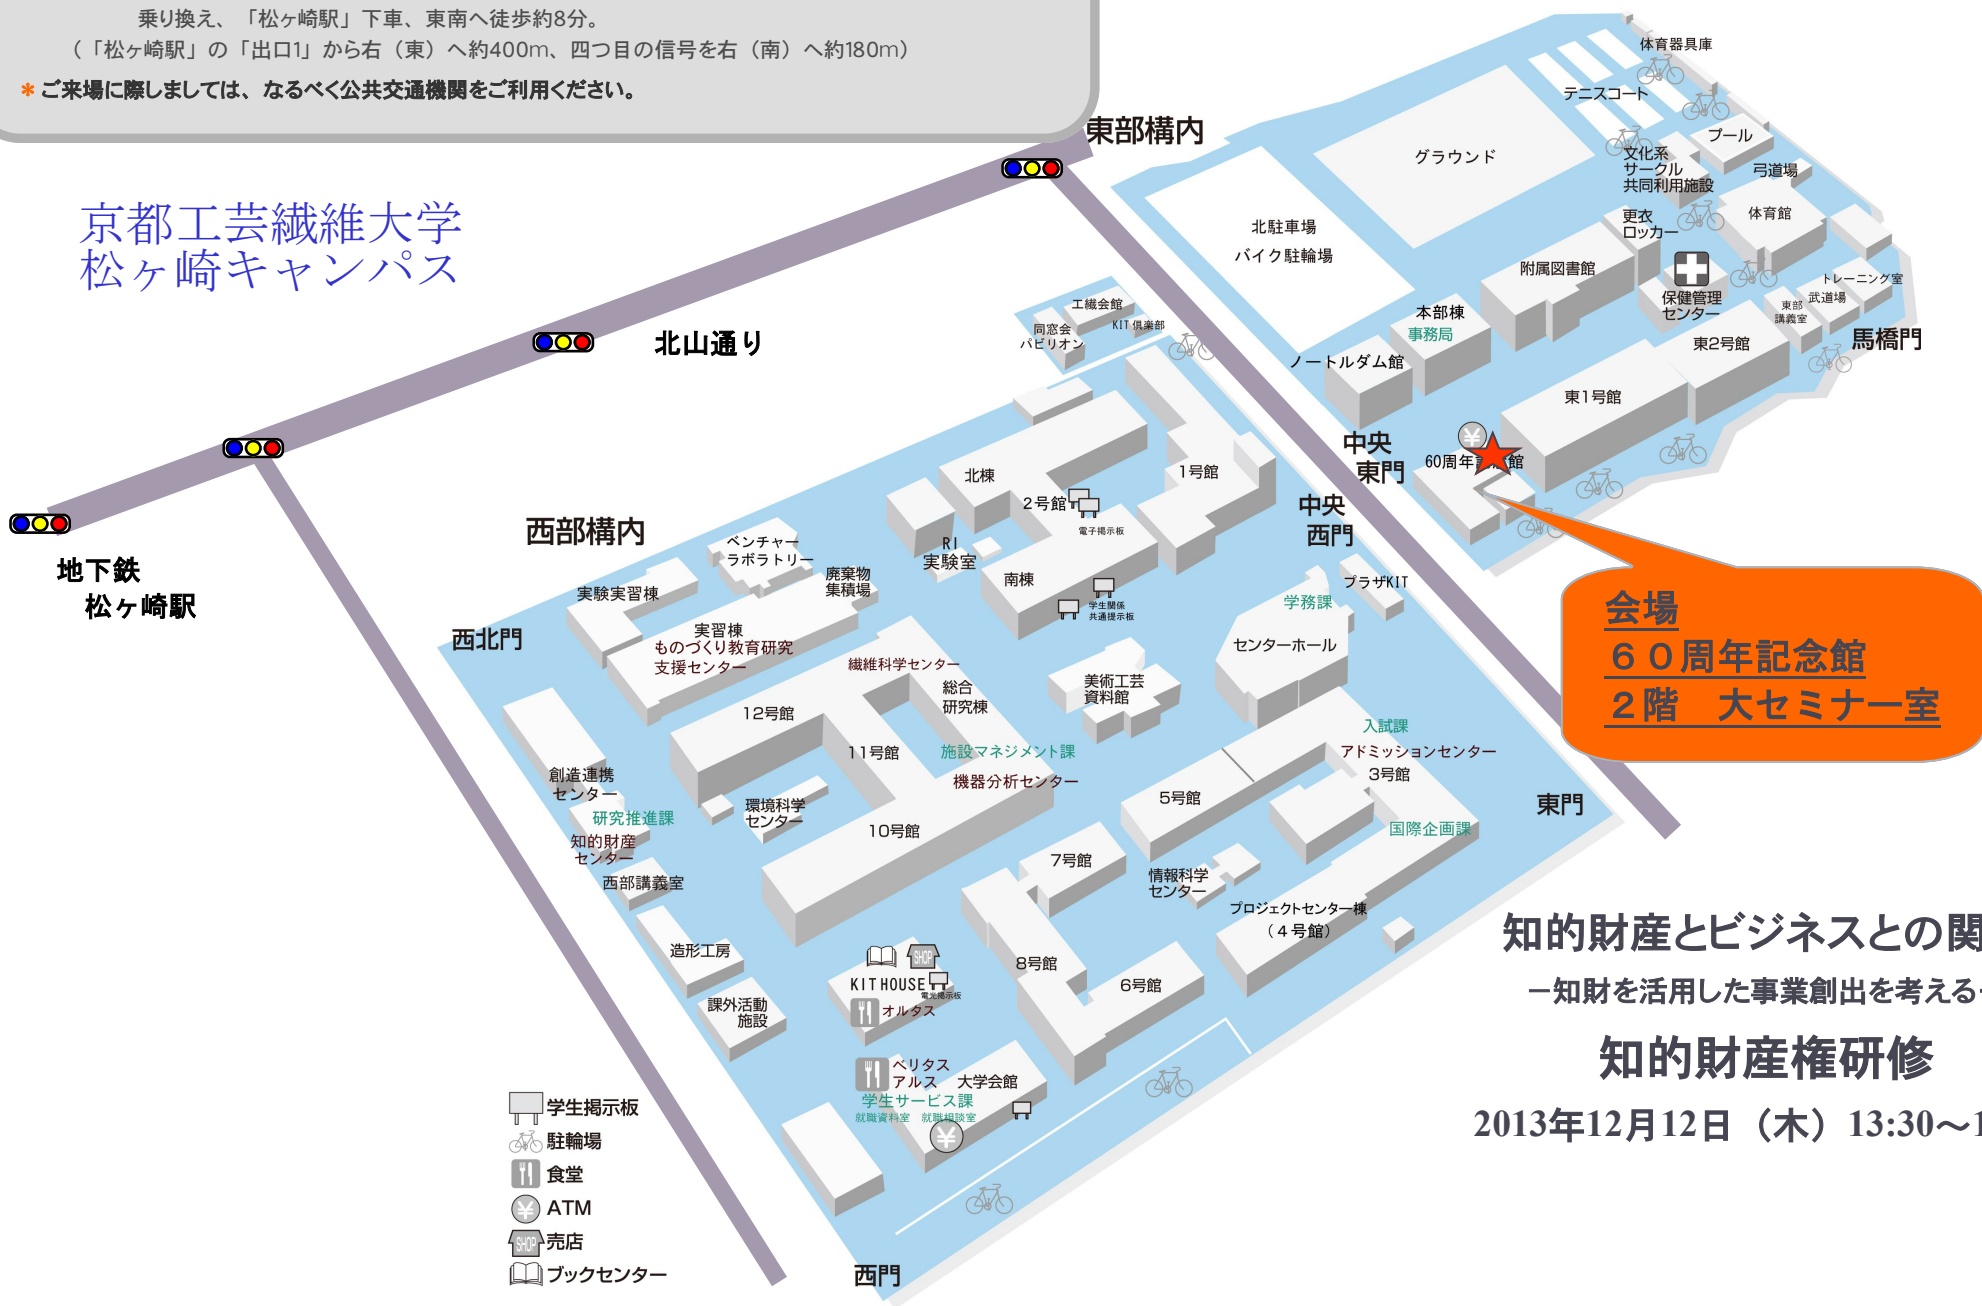 乗り換え、「松ヶ崎駅」下車、東南へ徒歩約8分。
（「松ヶ崎駅」の「出口1」から右（東）へ約400m、四つ目の信号を右（南）へ約180m）
＊ご来場に際しましては、なるべく公共交通機関をご利用ください。
京都工芸繊維大学
松ヶ崎キャンパス
東部構内
北山通り
地下鉄
松ヶ崎駅
西部構内
体育器具庫
テニスコート
プール
グラウンド
文化系
サークル
共同利用施設
弓道場
北駐車場
バイク駐輪場
更衣
ロッカー
体育館
附属図書館
トレーニング室
保健管理
センター
武道場
東部
講義室
本部棟
事務局
東2号館
馬橋門
ノートルダム館
東1号館
中央
東門
60周年記念館
工繊会館
同窓会
パビリオン
KIT 倶楽部
1号館
北棟
2号館
電子掲示板
中央
西門
RI
実験室
南棟
学生関係
共通提示板
プラザKIT
ベンチャー
ラボラトリー
廃棄物
集積場
実験実習棟
実習棟
ものづくり教育研究
支援センター
西北門
学務課
センターホール
会場
６０周年記念館
２階　大セミナー室
繊維科学センター
総合
研究棟
美術工芸
資料館
12号館
11号館
施設マネジメント課
機器分析センター
入試課
アドミッションセンター
3号館
5号館
東門
創造連携
センター
研究推進課
知的財産
センター
環境科学
センター
10号館
国際企画課
7号館
情報科学
センター
西部講義室
プロジェクトセンター棟
（４号館）
造形工房
8号館
6号館
SHOP
KIT HOUSE
電光掲示板
オルタス
課外活動
施設
ベリタス
アルス
大学会館
学生サービス課
就職資料室　就職相談室
¥
西門
学生掲示板
駐輪場
食堂
¥ ATM
SHOP 売店
ブックセンター
知的財産とビジネスとの関
－知財を活用した事業創出を考える
知的財産権研修
2013年12月12日（木）13:30～1